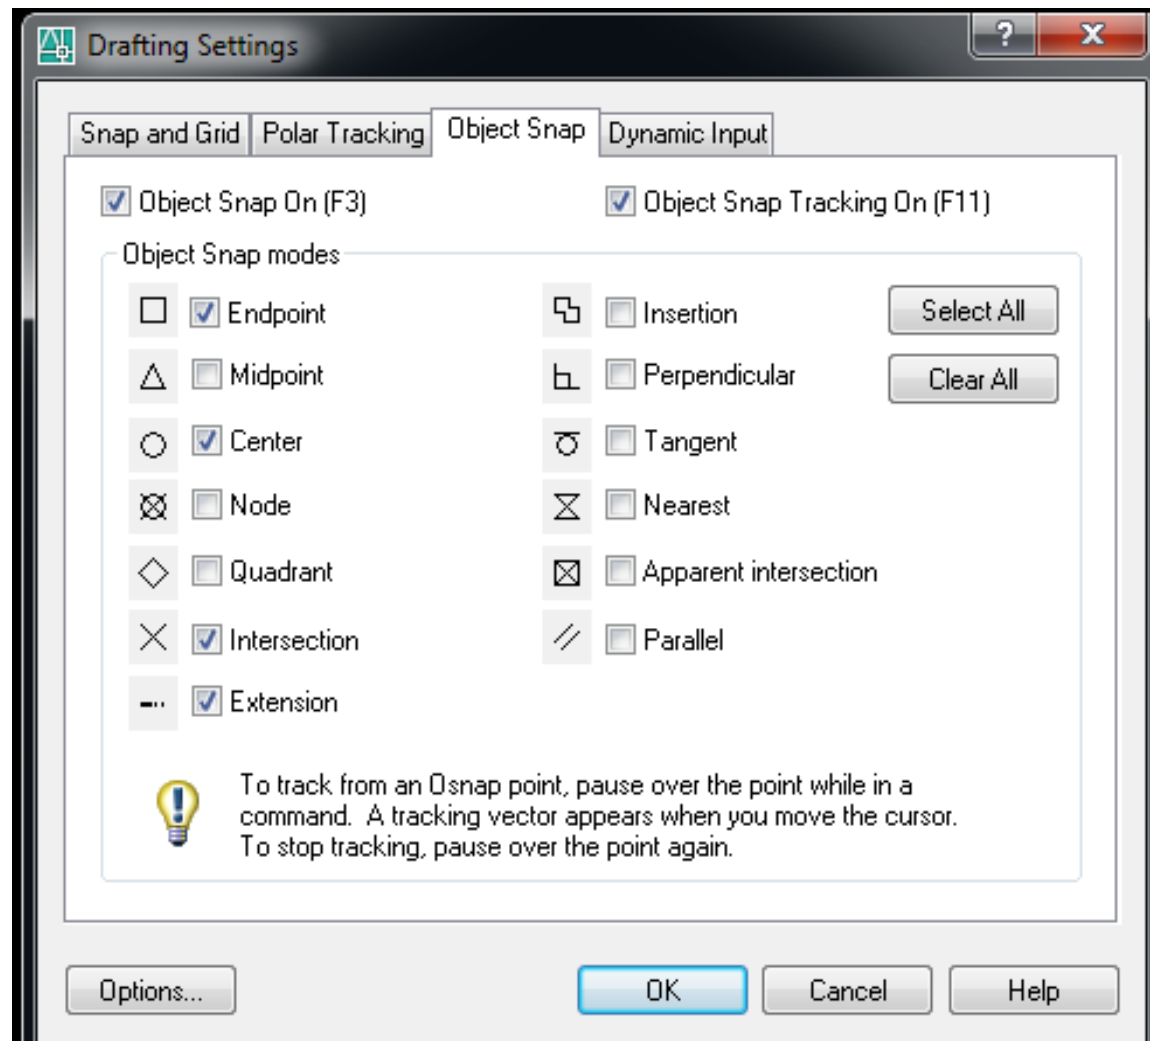 Drafting Settings
?
X
Snap and Grid
Polar Tracking
Object Snap
Dynamic Input
Object Snap On (F3)
Object Snap Tracking On (F11)
Object Snap modes
Endpoint
Insertion
Select All
Midpoint
Perpendicular
Clear All
Center
Tangent
Node
Nearest
Quadrant
Apparent intersection
Intersection
Parallel
Extension
To track from an Osnap point, pause over the point while in a
command. A tracking vector appears when you move the cursor.
To stop tracking, pause over the point again.
Options...
OK
Cancel
Help